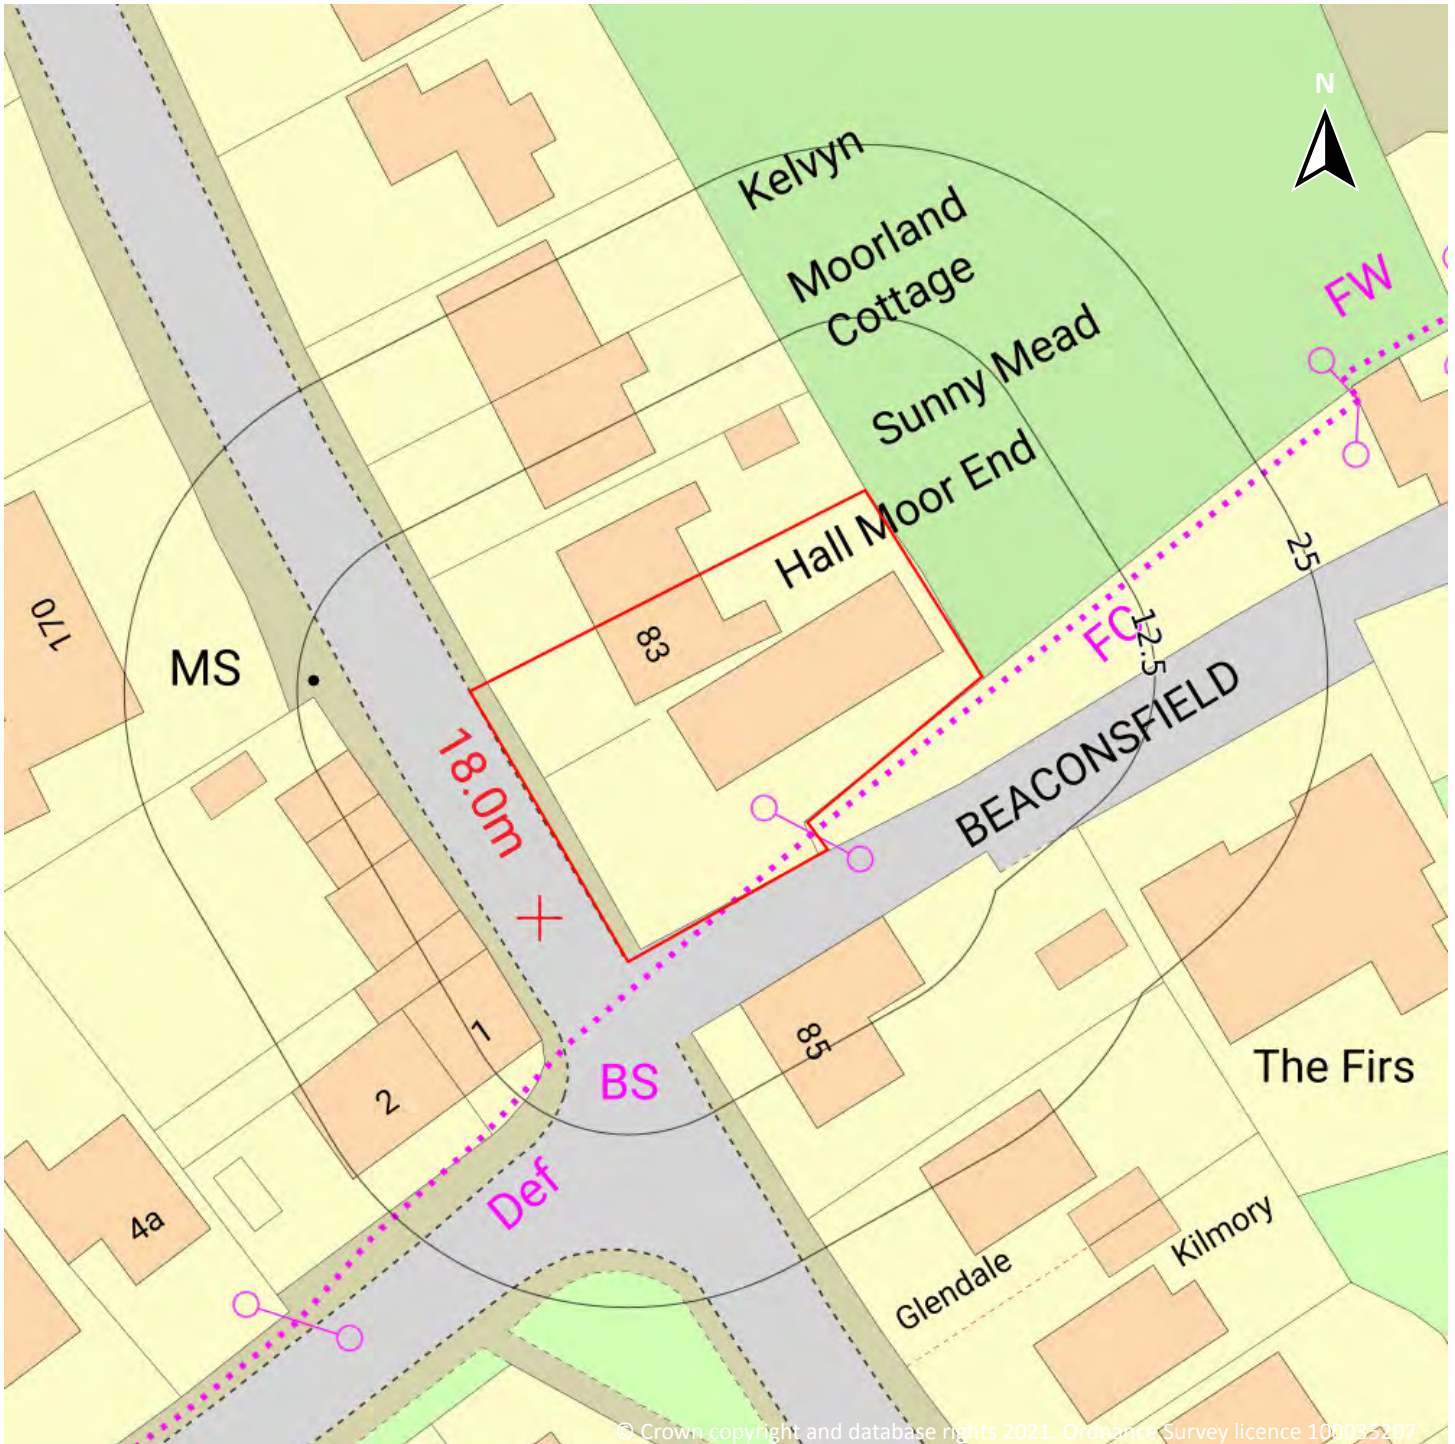 N
Kelvyn
Moorland
Cottage
Sunny Mead
Hall Moor End
FW
25
170
MS
83
FC
12.5
18.0m
BEACONSFIELD
85
1
BS
2
The Firs
Def
4a
Kilmory
Glendale
© Crown copyright and database rights 2021. Ordnance Survey licence 100035207